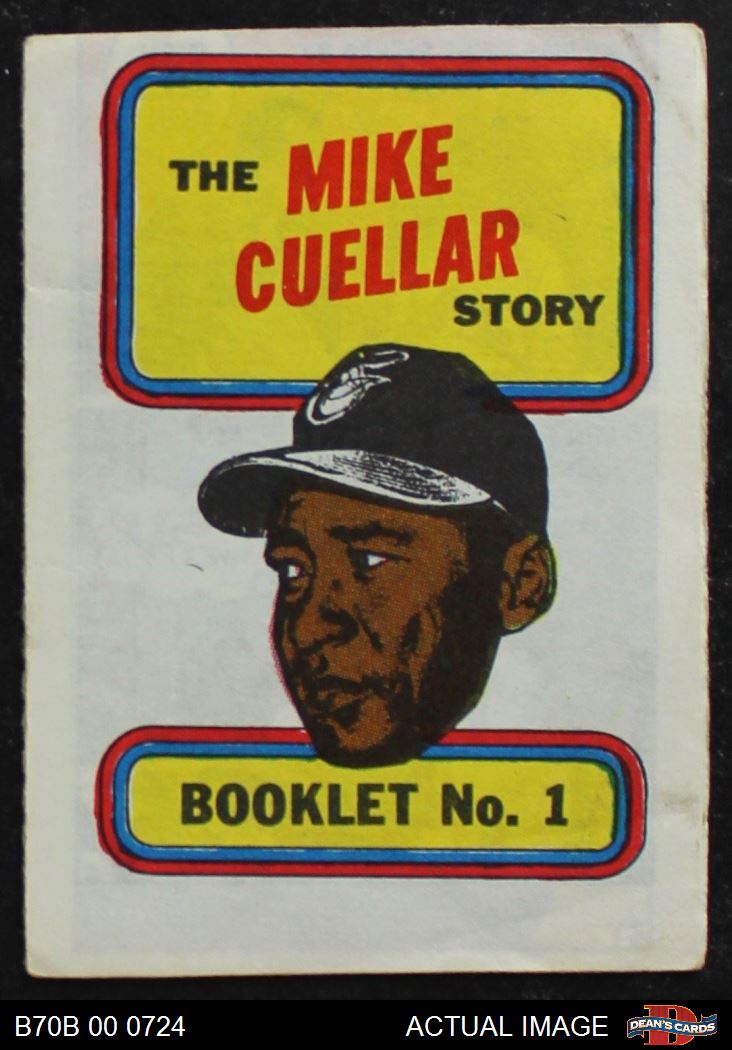 THE MIKE
CUELLAR
STORY
BOOKLET No. 1
B70B 00 0724
ACTUAL IMAGE
DEAN'S CARDS